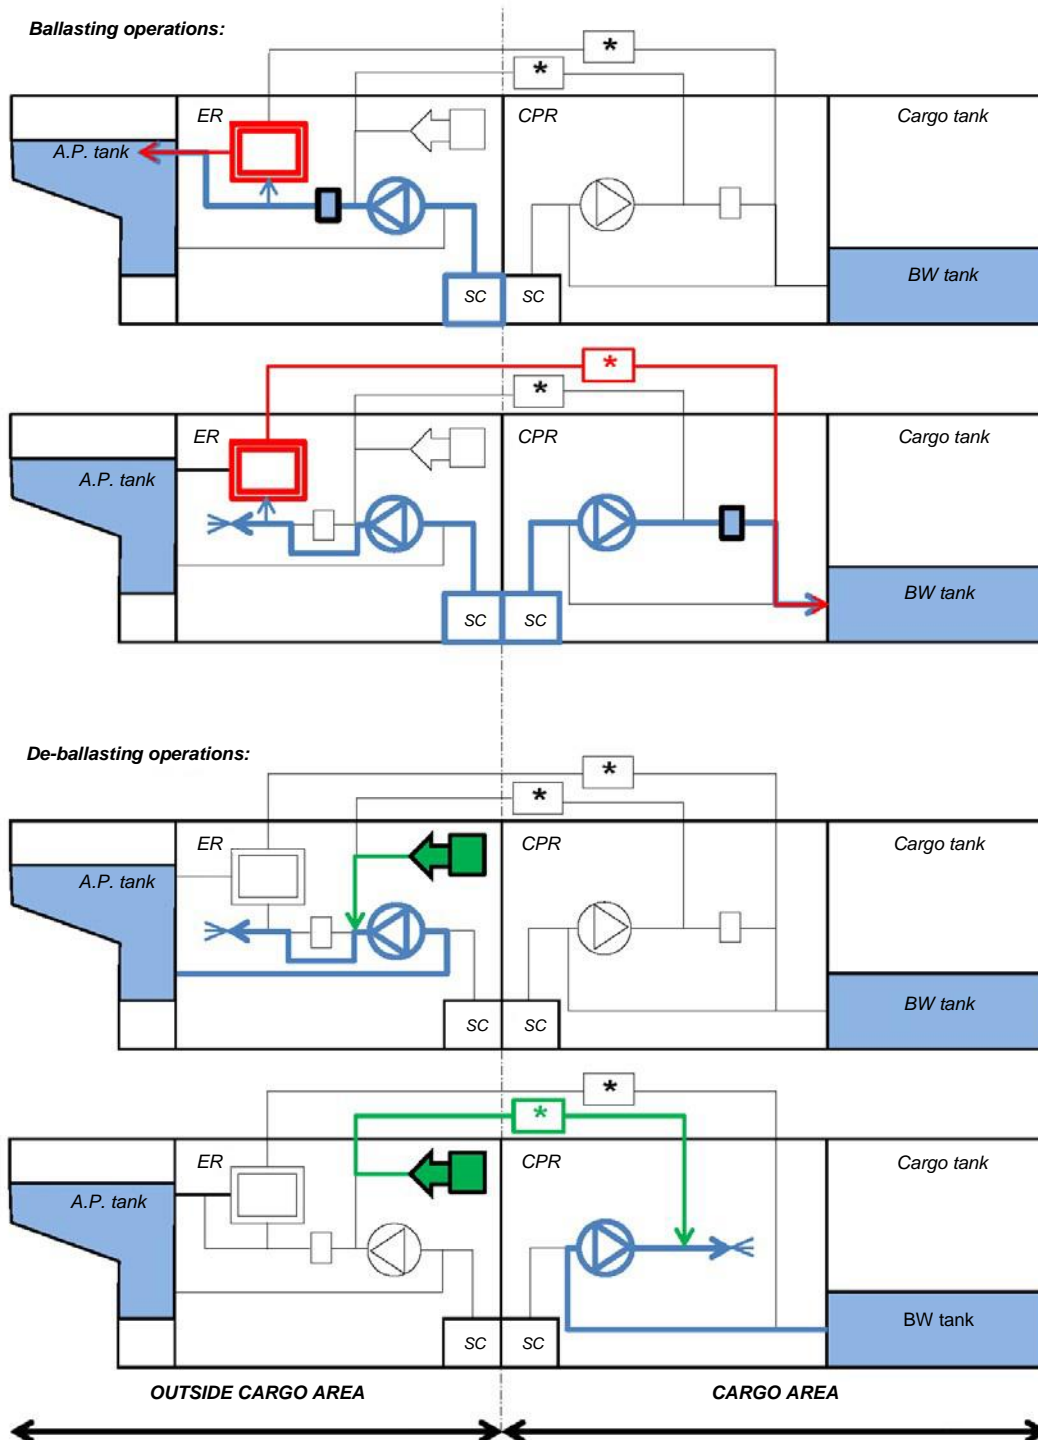 Ballasting operations:
*
*
ER
CPR
Cargo tank
A.P. tank
SC
SC
BW tank
*
*
ER
CPR
Cargo tank
A.P. tank
BW tank
SC
SC
De-ballasting operations:
*
*
ER
CPR
Cargo tank
A.P. tank
BW tank
SC
SC
*
*
ER
CPR
Cargo tank
A.P. tank
BW tank
SC
SC
OUTSIDE CARGO AREA
CARGO AREA